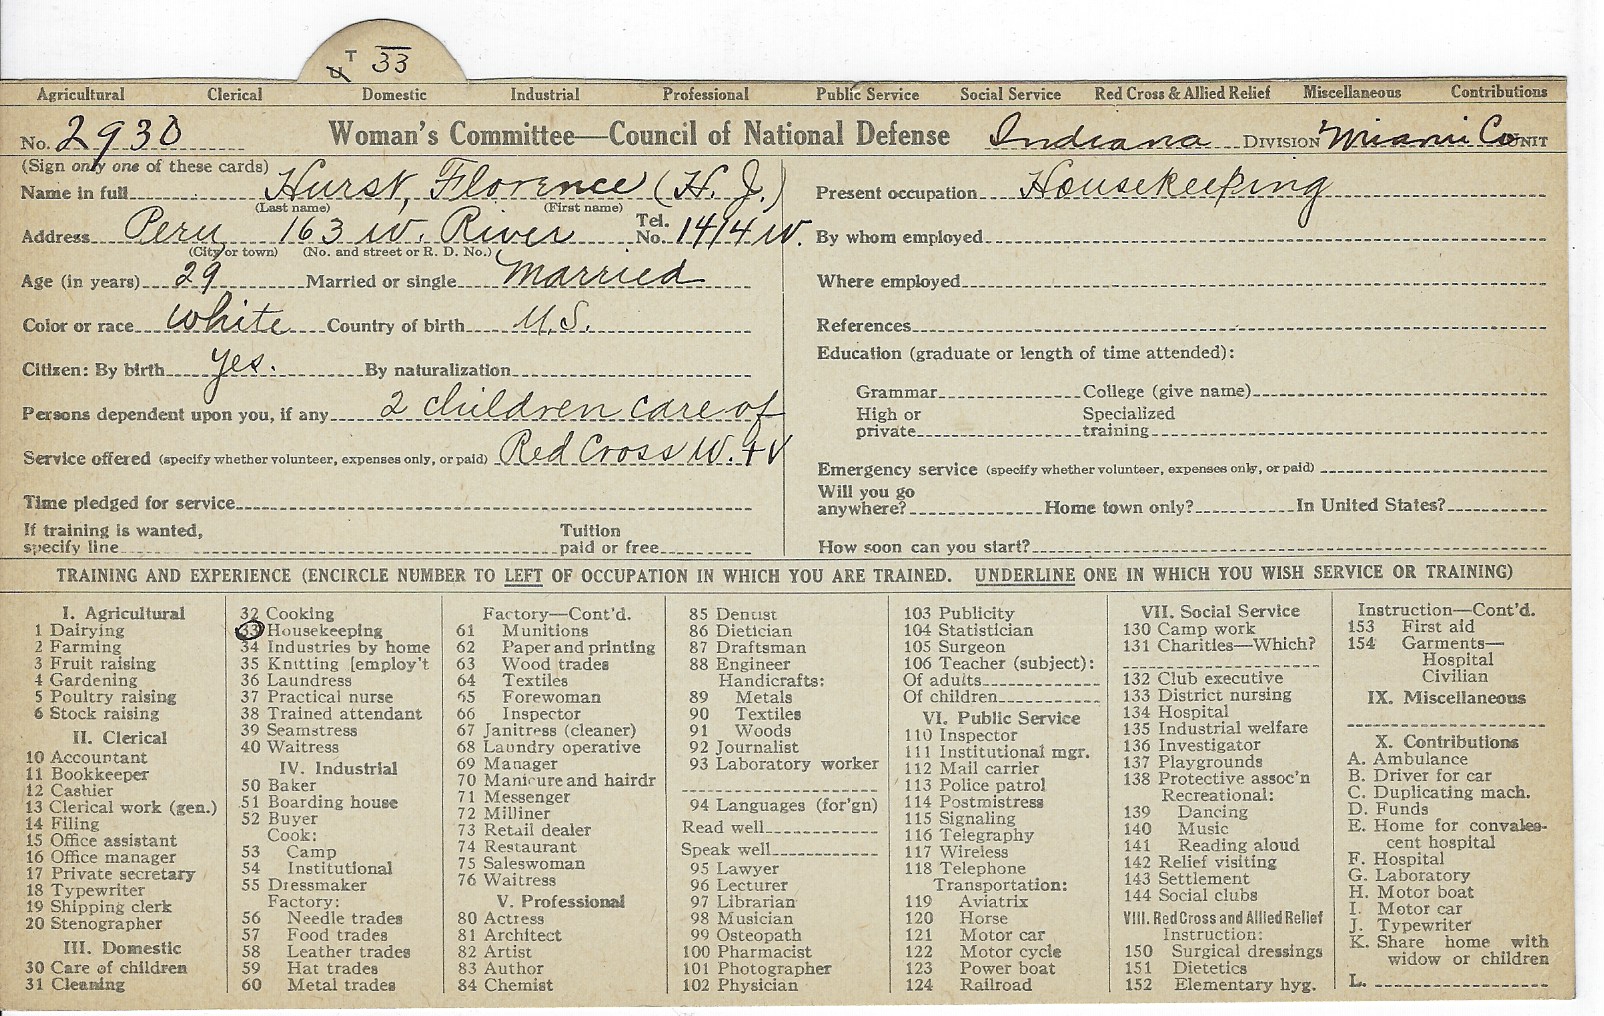 T 33
Agricultural Clerical Domestic Industrial Professional Public Service Social Service Red Cross & Allied Relief Miscellaneous Contributions
No. 2930 Woman's Committee—Council of National Defense Indiana DIVISION Miami Co UNIT
(Sign only one of these cards)
Name in full Hurst, Florence (H. J.)
(Last name) (First name)
Address Peru 163 W. River Tel. No. 1414 W.
(City or town) (No. and street or R. D. No.)
Age (in years) 29 Married or single Married
Color or race White Country of birth U.S.
Citizen: By birth yes. By naturalization
Persons dependent upon you, if any 2 children care of
Service offered (specify whether volunteer, expenses only, or paid) Red Cross W. + V
Time pledged for service
If training is wanted,
specify line Tuition paid or free
Present occupation Housekeeping
By whom employed
Where employed
References
Education (graduate or length of time attended):
Grammar College (give name)
High or private Specialized training
Emergency service (specify whether volunteer, expenses only, or paid)
Will you go
anywhere? Home town only? In United States?
How soon can you start?
TRAINING AND EXPERIENCE (ENCIRCLE NUMBER TO LEFT OF OCCUPATION IN WHICH YOU ARE TRAINED. UNDERLINE ONE IN WHICH YOU WISH SERVICE OR TRAINING)
I. Agricultural
1 Dairying
2 Farming
3 Fruit raising
4 Gardening
5 Poultry raising
6 Stock raising
II. Clerical
10 Accountant
11 Bookkeeper
12 Cashier
13 Clerical work (gen.)
14 Filing
15 Office assistant
16 Office manager
17 Private secretary
18 Typewriter
19 Shipping clerk
20 Stenographer
III. Domestic
30 Care of children
31 Cleaning
32 Cooking
33 Housekeeping
34 Industries by home
35 Knitting [employ't
36 Laundress
37 Practical nurse
38 Trained attendant
39 Seamstress
40 Waitress
IV. Industrial
50 Baker
51 Boarding house
52 Buyer
Cook:
53 Camp
54 Institutional
55 Dressmaker
Factory:
56 Needle trades
57 Food trades
58 Leather trades
59 Hat trades
60 Metal trades
Factory—Cont'd.
61 Munitions
62 Paper and printing
63 Wood trades
64 Textiles
65 Forewoman
66 Inspector
67 Janitress (cleaner)
68 Laundry operative
69 Manager
70 Manicure and hairdr
71 Messenger
72 Milliner
73 Retail dealer
74 Restaurant
75 Saleswoman
76 Waitress
V. Professional
80 Actress
81 Architect
82 Artist
83 Author
84 Chemist
85 Dentist
86 Dietician
87 Draftsman
88 Engineer
Handicrafts:
89 Metals
90 Textiles
91 Woods
92 Journalist
93 Laboratory worker
94 Languages (for'gn)
Read well
Speak well
95 Lawyer
96 Lecturer
97 Librarian
98 Musician
99 Osteopath
100 Pharmacist
101 Photographer
102 Physician
103 Publicity
104 Statistician
105 Surgeon
106 Teacher (subject):
Of adults
Of children
VI. Public Service
110 Inspector
111 Institutional mgr.
112 Mail carrier
113 Police patrol
114 Postmistress
115 Signaling
116 Telegraphy
117 Wireless
118 Telephone
Transportation:
119 Aviatrix
120 Horse
121 Motor car
122 Motor cycle
123 Power boat
124 Railroad
VII. Social Service
130 Camp work
131 Charities—Which?
132 Club executive
133 District nursing
134 Hospital
135 Industrial welfare
136 Investigator
137 Playgrounds
138 Protective assoc'n
Recreational:
139 Dancing
140 Music
141 Reading aloud
142 Relief visiting
143 Settlement
144 Social clubs
VIII. Red Cross and Allied Relief
Instruction:
150 Surgical dressings
151 Dietetics
152 Elementary hyg.
Instruction—Cont'd.
153 First aid
154 Garments—
Hospital
Civilian
IX. Miscellaneous
X. Contributions
A. Ambulance
B. Driver for car
C. Duplicating mach.
D. Funds
E. Home for convales-
cent hospital
F. Hospital
G. Laboratory
H. Motor boat
I. Motor car
J. Typewriter
K. Share home with
widow or children
L.